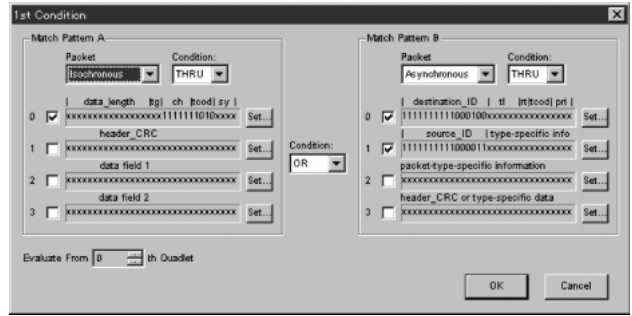 1st Condition
Match Pattern A
Packet Condition:
Isochronous THRU
| data_length |tg| ch |tcod| sy |
0 xxxxxxxxxxxxxxxxxx1111111010xxxx Set...
header_CRC
1 xxxxxxxxxxxxxxxxxxxxxxxxxxxxxxxx Set...
data field 1
2 xxxxxxxxxxxxxxxxxxxxxxxxxxxxxxxx Set...
data field 2
3 xxxxxxxxxxxxxxxxxxxxxxxxxxxxxxxx Set...
Condition:
OR
Match Pattern B
Packet Condition:
Asynchronous THRU
| destination_ID | tl |rt|tcod| pri |
0 1111111111000100xxxxxxxxxxxxxxxx Set...
| source_ID |type-specific info
1 1111111111000011xxxxxxxxxxxxxxxx Set...
packet-type-specific information
2 xxxxxxxxxxxxxxxxxxxxxxxxxxxxxxxx Set...
header_CRC or type-specific data
3 xxxxxxxxxxxxxxxxxxxxxxxxxxxxxxxx Set...
Evaluate From 0 th Quadlet
OK Cancel